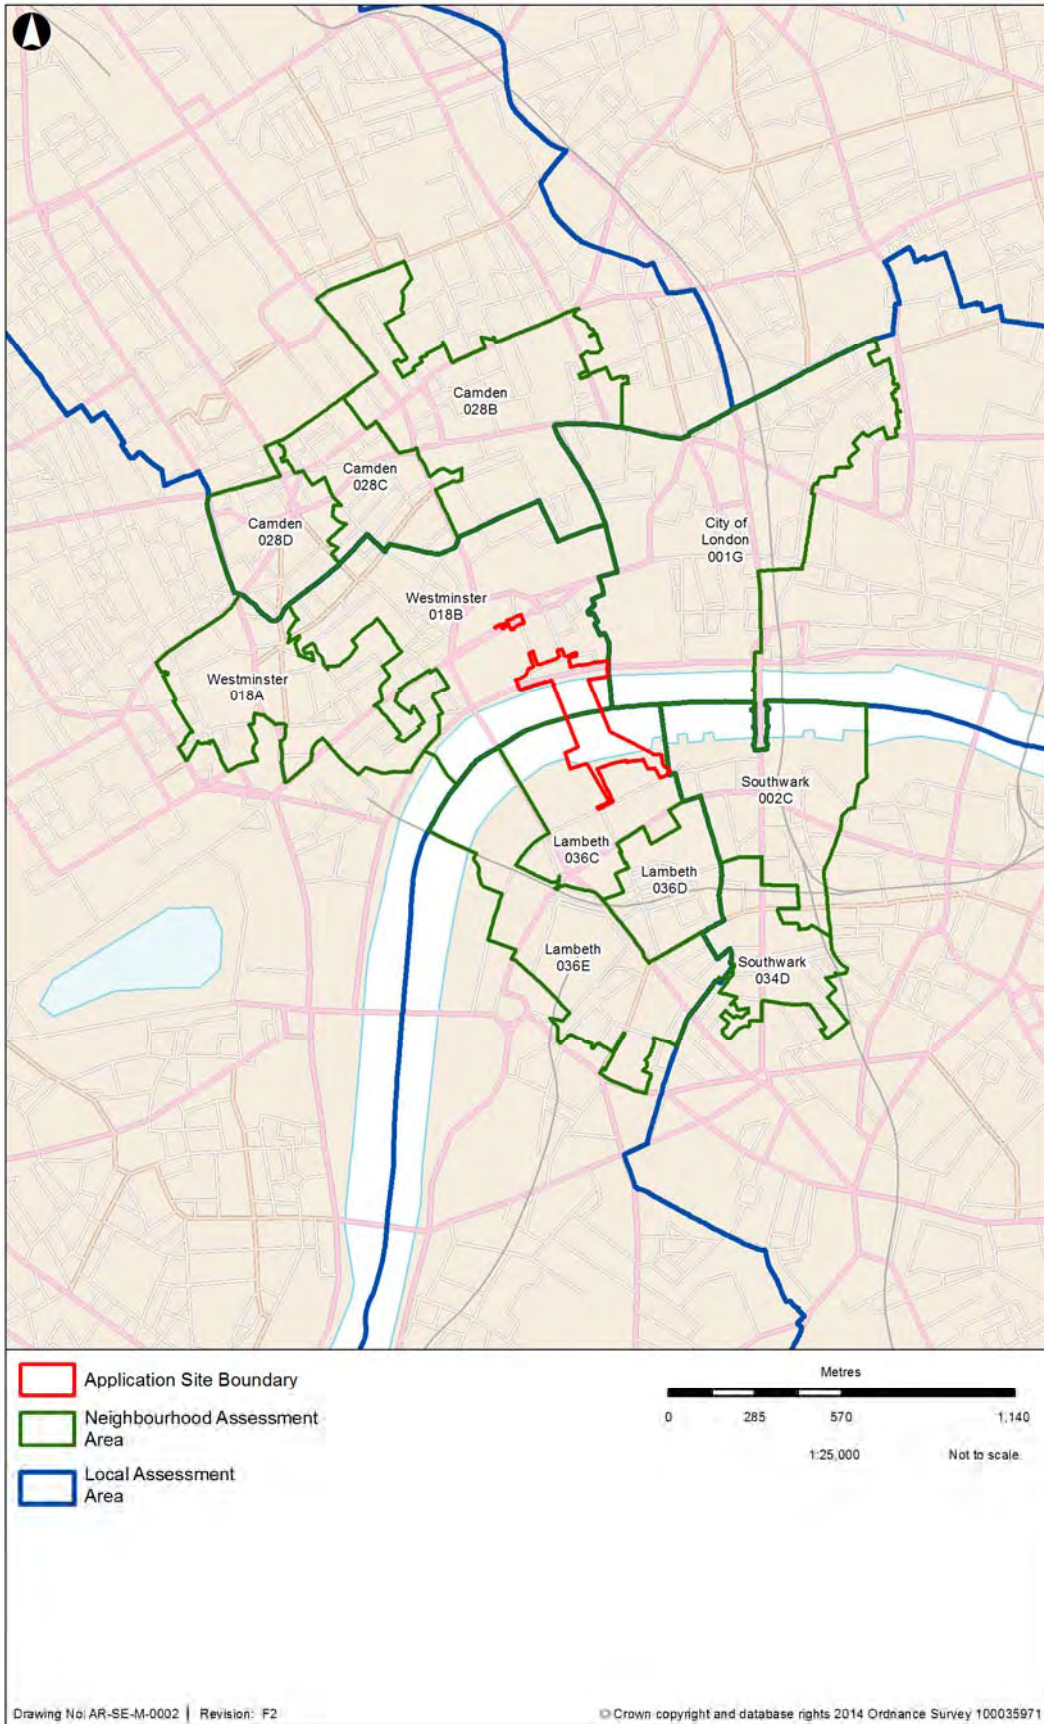 Camden
028B
Camden
028C
Camden
028D
City of
London
001G
Westminster
018B
Westminster
018A
Southwark
002C
Lambeth
036C
Lambeth
036D
Lambeth
036E
Southwark
034D
Application Site Boundary
Neighbourhood Assessment
Area
Local Assessment
Area
Metres
0 285 570 1,140
1:25,000 Not to scale
Drawing No: AR-SE-M-0002 | Revision: F2
© Crown copyright and database rights 2014 Ordnance Survey 100035971